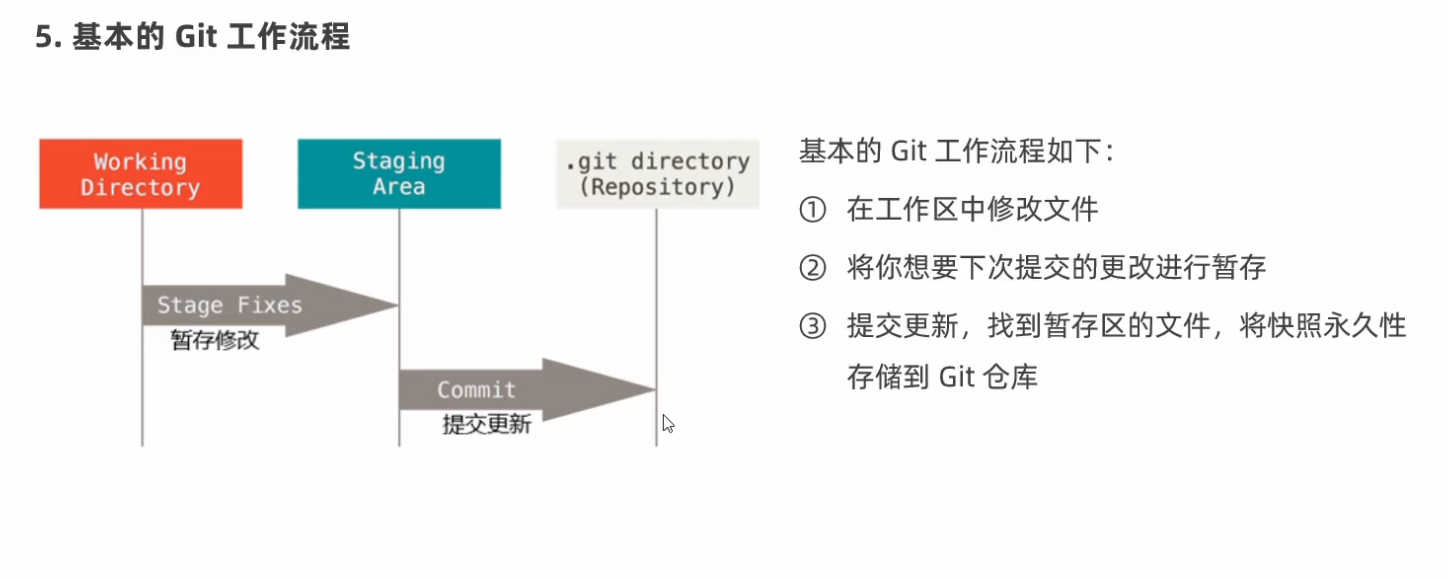 5. 基本的 Git 工作流程
Working
Directory
Staging
Area
.git directory
(Repository)
Stage Fixes
暂存修改
Commit
提交更新
基本的 Git 工作流程如下：
① 在工作区中修改文件
② 将你想要下次提交的更改进行暂存
③ 提交更新，找到暂存区的文件，将快照永久性
存储到 Git 仓库